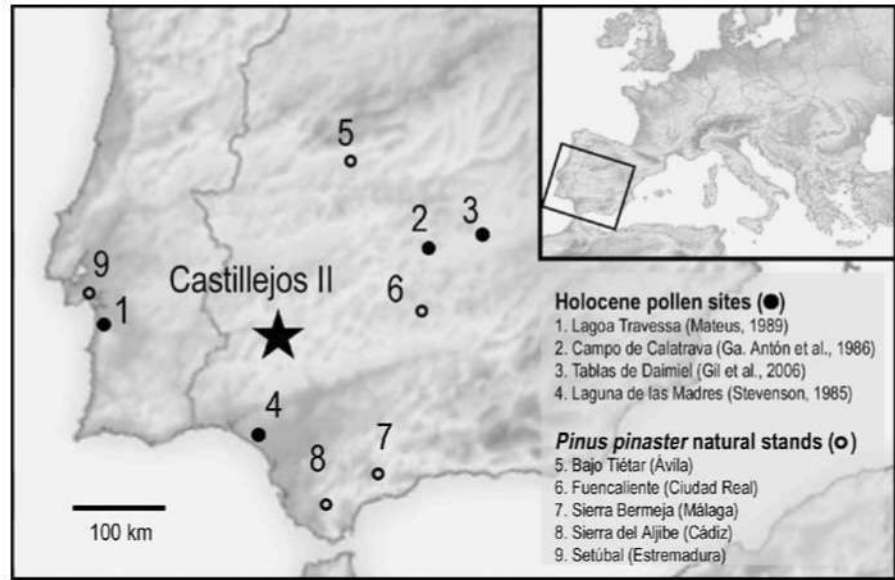 5
2
3
9
Castillejos II
6
1
4
7
8
100 km
Holocene pollen sites (●)
1. Lagoa Travessa (Mateus, 1989)
2. Campo de Calatrava (Ga. Antón et al., 1986)
3. Tablas de Daimiel (Gil et al., 2006)
4. Laguna de las Madres (Stevenson, 1985)
Pinus pinaster natural stands (o)
5. Bajo Tiétar (Ávila)
6. Fuencaliente (Ciudad Real)
7. Sierra Bermeja (Málaga)
8. Sierra del Aljibe (Cádiz)
9. Setúbal (Estremadura)